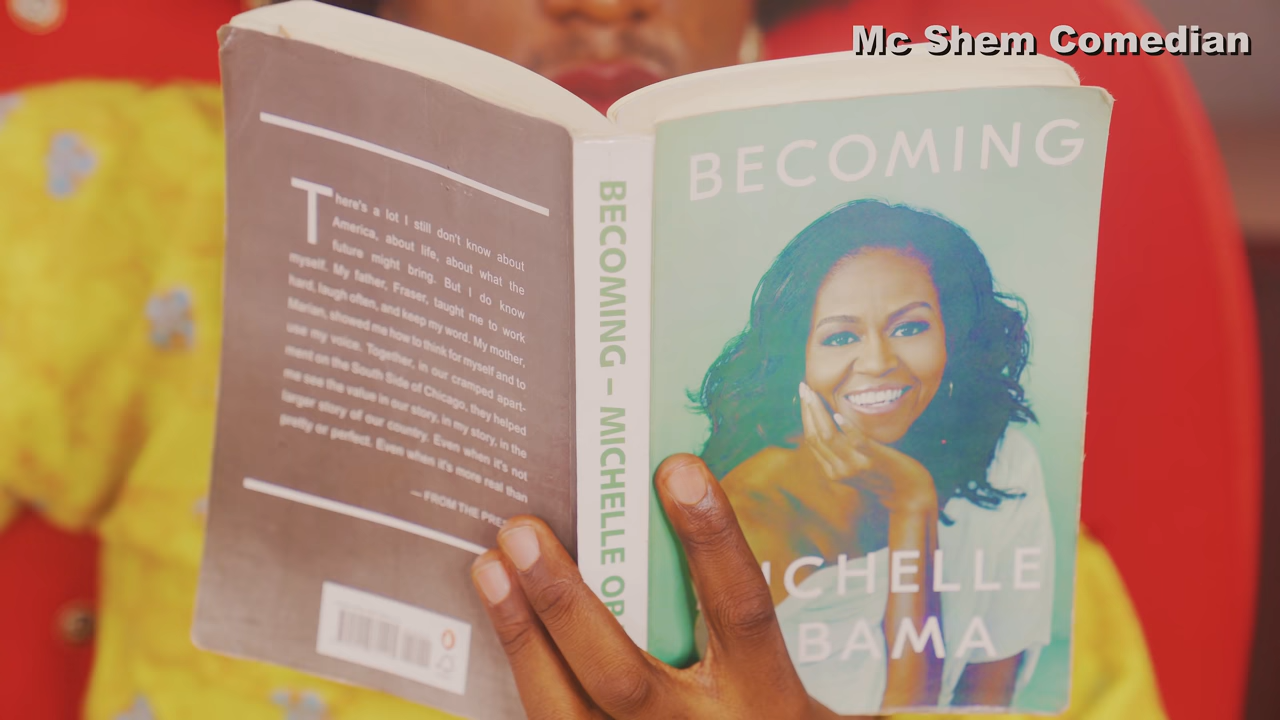 Mc Shem Comedian
There's a lot I still don't know about
America, about life, about what the
future might bring. But I do know
myself. My father, Fraser, taught me to work
hard, laugh often, and keep my word. My mother,
Marian, showed me how to think for myself and to
use my voice. Together, in our cramped apart-
ment on the South Side of Chicago, they helped
me see the value in our story, in my story, in the
larger story of our country. Even when it's not
pretty or perfect. Even when it's more real than
— FROM THE PRE
BECOMING – MICHELLE OB
BECOMING
ICHELLE
BAMA